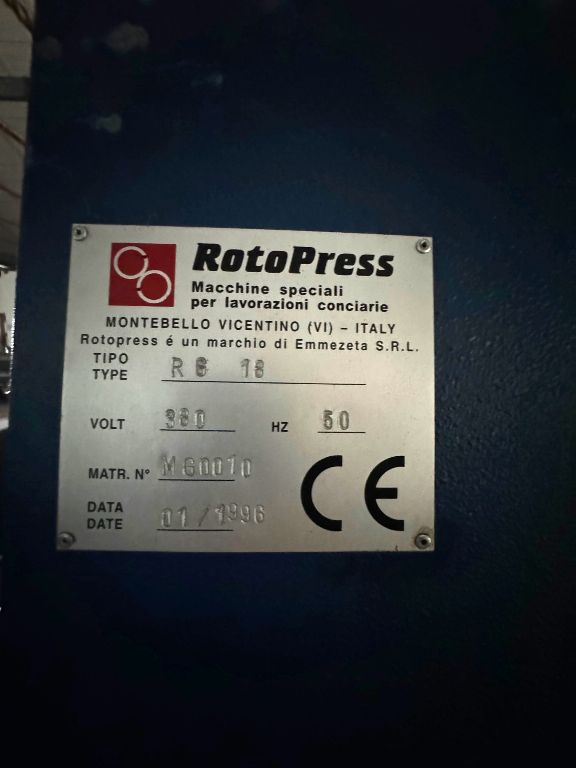 RotoPress
Macchine speciali
per lavorazioni conciarie
MONTEBELLO VICENTINO (VI) - ITALY
Rotopress é un marchio di Emmezeta S.R.L.
TIPO
TYPE 18
VOLT 380 HZ 50
MATR. N° MG0010
DATA
DATE 01/1996
CE